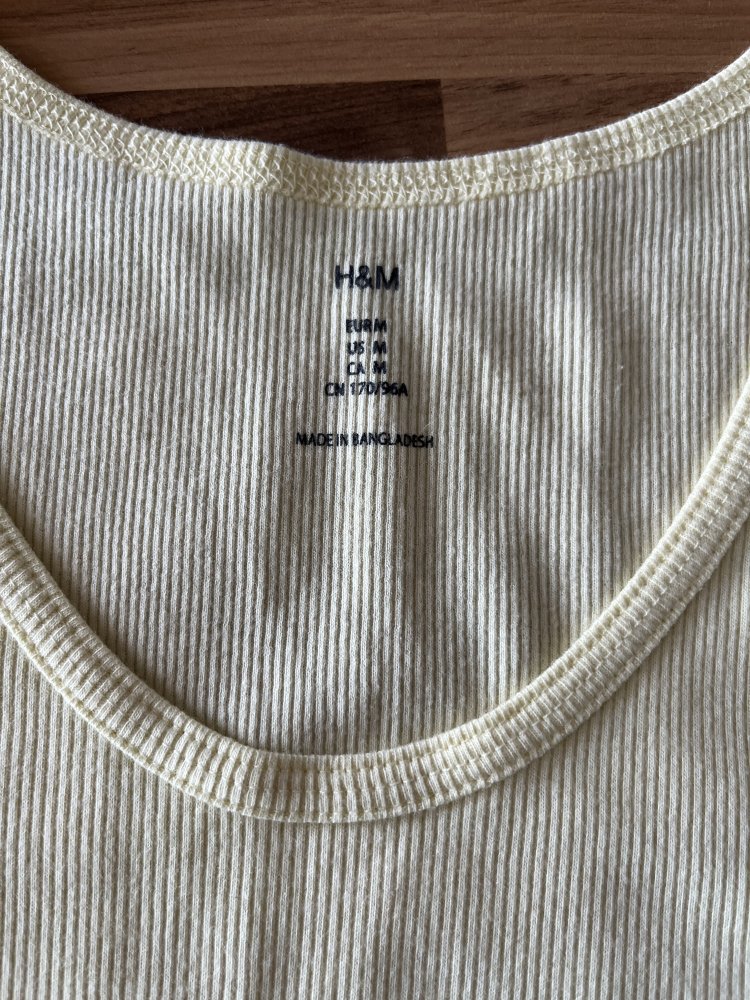 H&M
EUR M
US M
CA M
CN 170/96A
MADE IN BANGLADESH